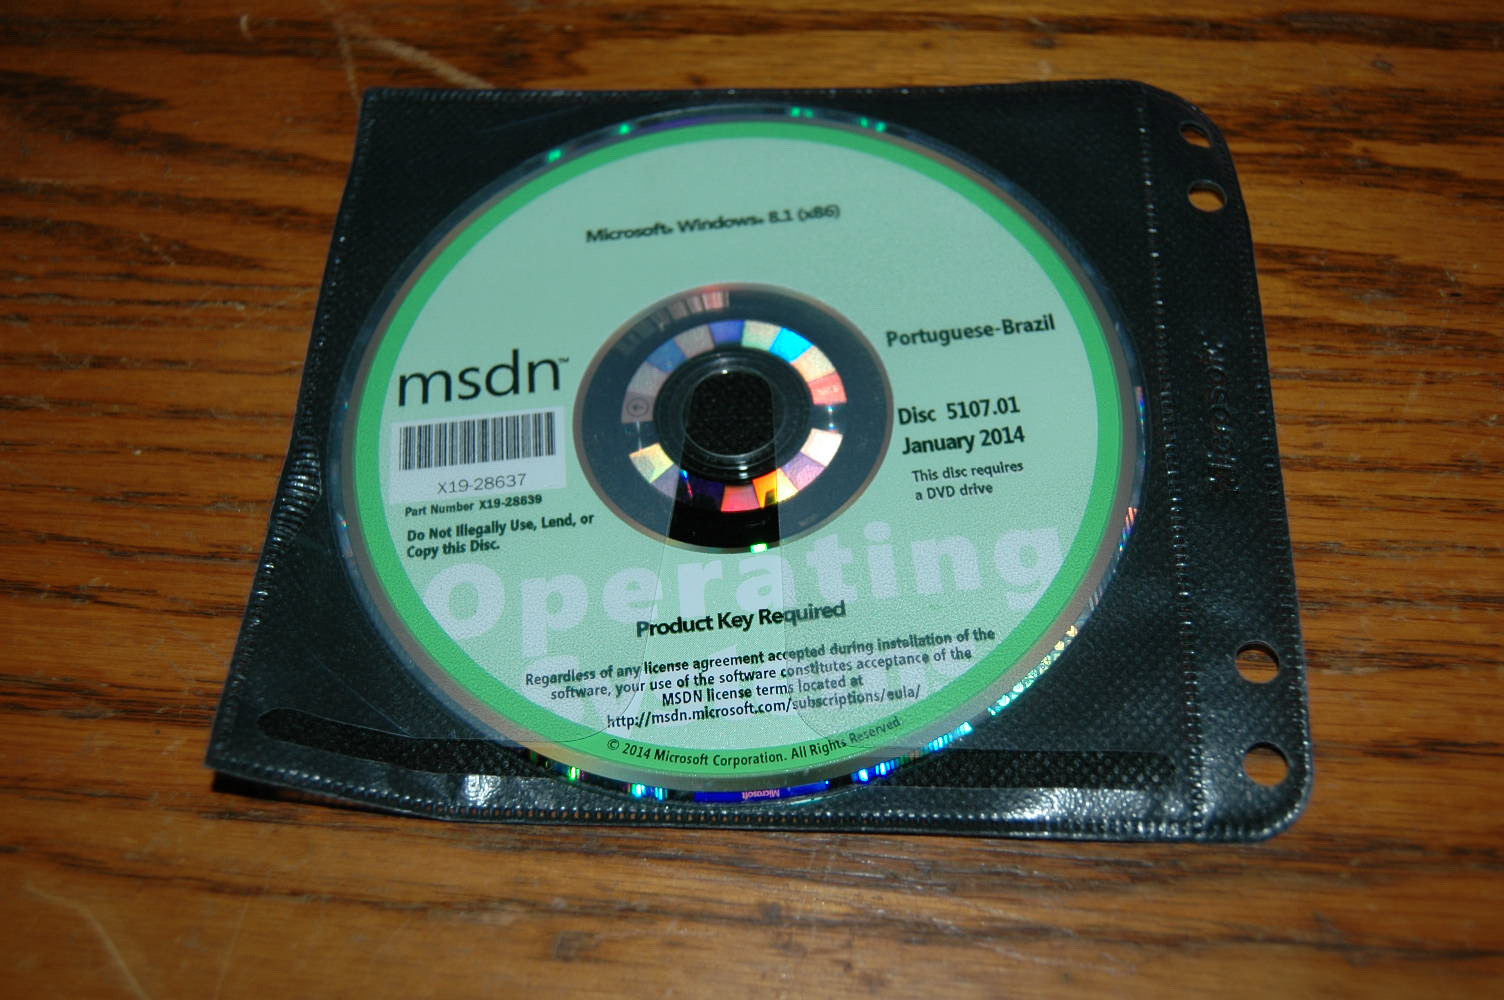 Microsoft® Windows® 8.1 (x86)
Portuguese-Brazil
msdn™
Disc 5107.01
January 2014
This disc requires
a DVD drive
X19-28637
Part Number X19-28639
Do Not Illegally Use, Lend, or
Copy this Disc.
Operating
Product Key Required
Regardless of any license agreement accepted during installation of the
software, your use of the software constitutes acceptance of the
MSDN license terms located at
http://msdn.microsoft.com/subscriptions/eula/
© 2014 Microsoft Corporation. All Rights Reserved
Microsoft